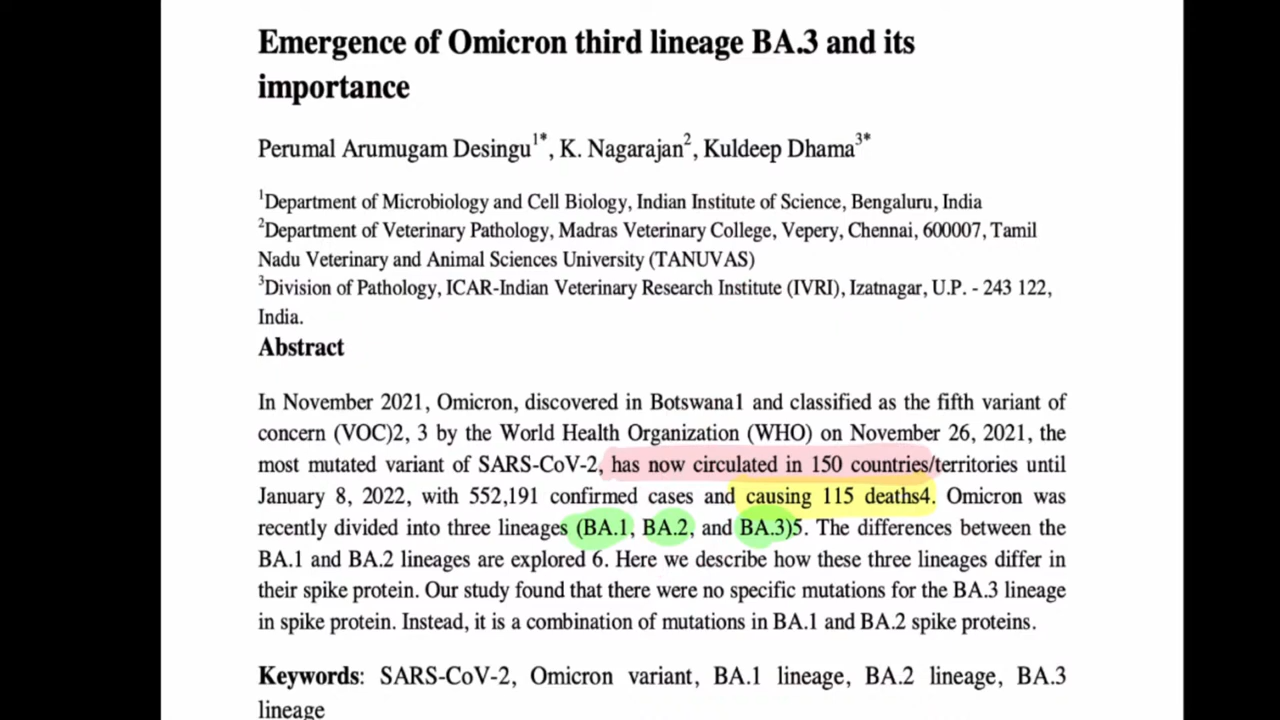 Emergence of Omicron third lineage BA.3 and its
importance
Perumal Arumugam Desingu1*, K. Nagarajan2, Kuldeep Dhama3*
1Department of Microbiology and Cell Biology, Indian Institute of Science, Bengaluru, India
2Department of Veterinary Pathology, Madras Veterinary College, Vepery, Chennai, 600007, Tamil
Nadu Veterinary and Animal Sciences University (TANUVAS)
3Division of Pathology, ICAR-Indian Veterinary Research Institute (IVRI), Izatnagar, U.P. - 243 122,
India.
Abstract
In November 2021, Omicron, discovered in Botswana1 and classified as the fifth variant of
concern (VOC)2, 3 by the World Health Organization (WHO) on November 26, 2021, the
most mutated variant of SARS-CoV-2, has now circulated in 150 countries/territories until
January 8, 2022, with 552,191 confirmed cases and causing 115 deaths4. Omicron was
recently divided into three lineages (BA.1, BA.2, and BA.3)5. The differences between the
BA.1 and BA.2 lineages are explored 6. Here we describe how these three lineages differ in
their spike protein. Our study found that there were no specific mutations for the BA.3 lineage
in spike protein. Instead, it is a combination of mutations in BA.1 and BA.2 spike proteins.
Keywords: SARS-CoV-2, Omicron variant, BA.1 lineage, BA.2 lineage, BA.3
lineage